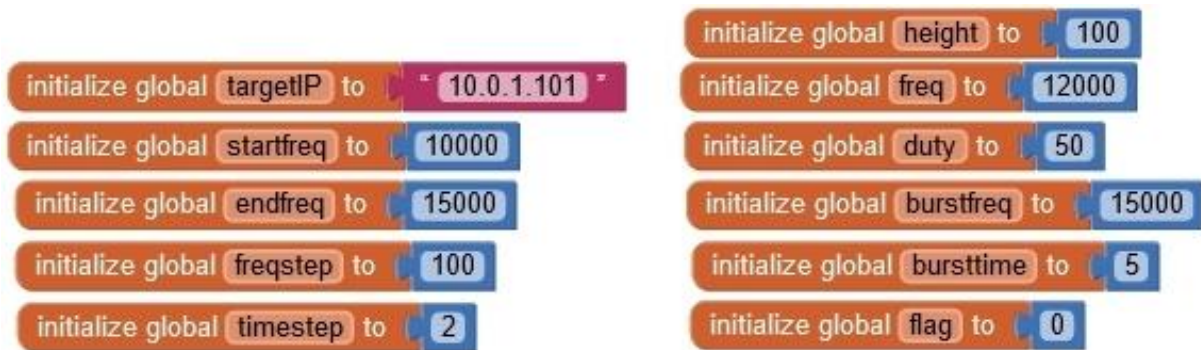 initialize global targetIP to " 10.0.1.101 "
initialize global startfreq to 10000
initialize global endfreq to 15000
initialize global freqstep to 100
initialize global timestep to 2
initialize global height to 100
initialize global freq to 12000
initialize global duty to 50
initialize global burstfreq to 15000
initialize global bursttime to 5
initialize global flag to 0